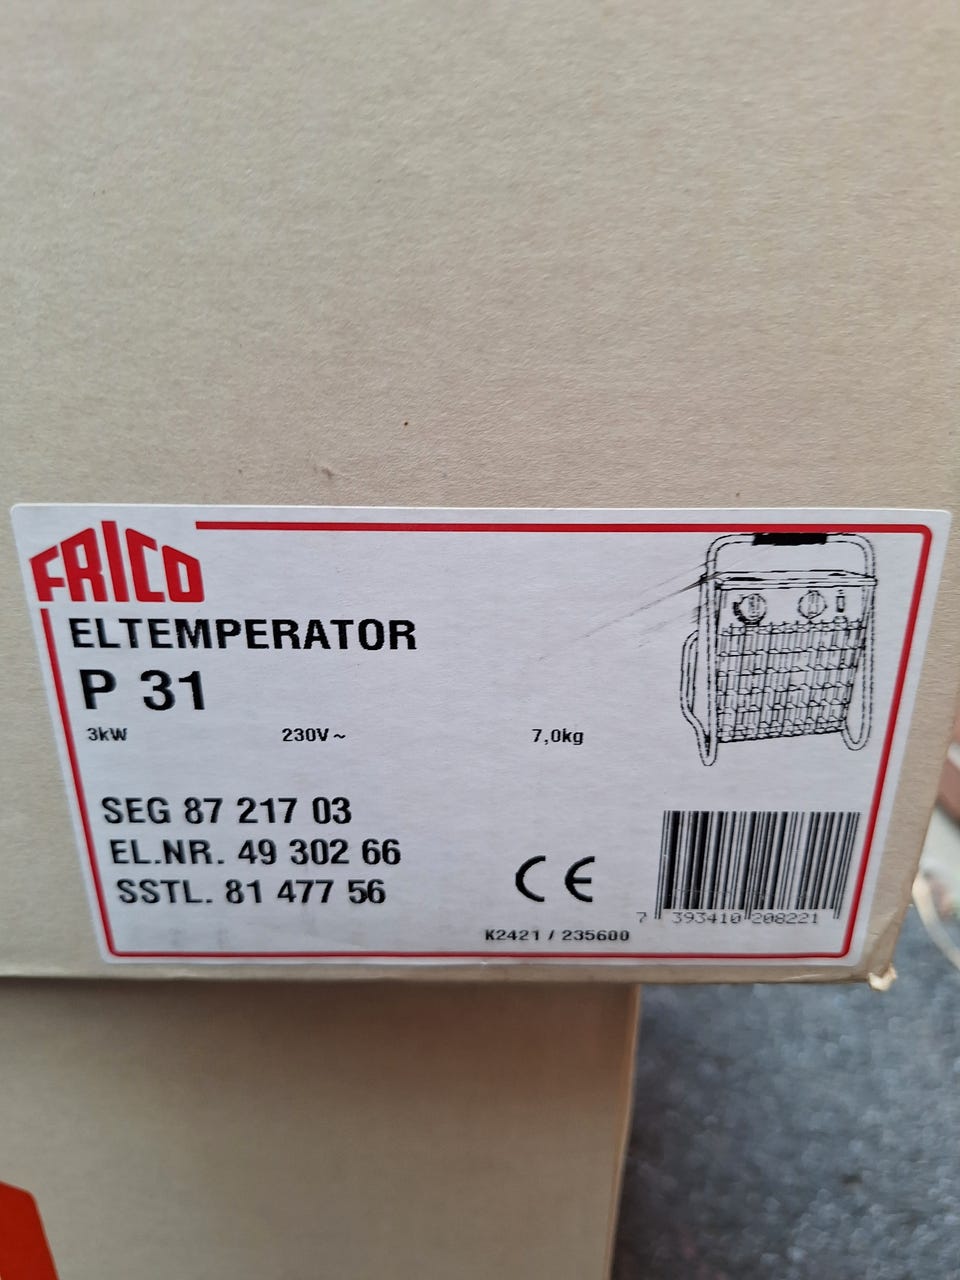 FRICO
ELTEMPERATOR
P 31
3kW 230V~ 7,0kg
SEG 87 217 03
EL.NR. 49 302 66
SSTL. 81 477 56
CE
7 393410 208221
K2421 / 235600